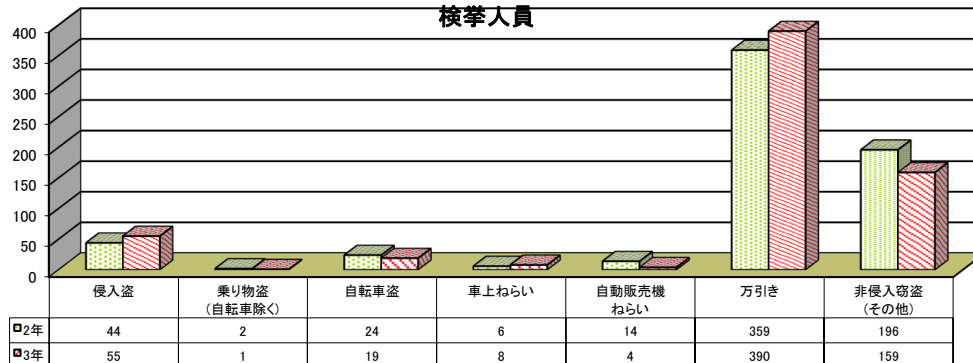 検挙人員
400
350
300
250
200
150
100
50
0
侵入盗 乗り物盗 自転車盗 車上ねらい 自動販売機 万引き 非侵入窃盗
(自転車除く) ねらい (その他)
2年 44 2 24 6 14 359 196
3年 55 1 19 8 4 390 159